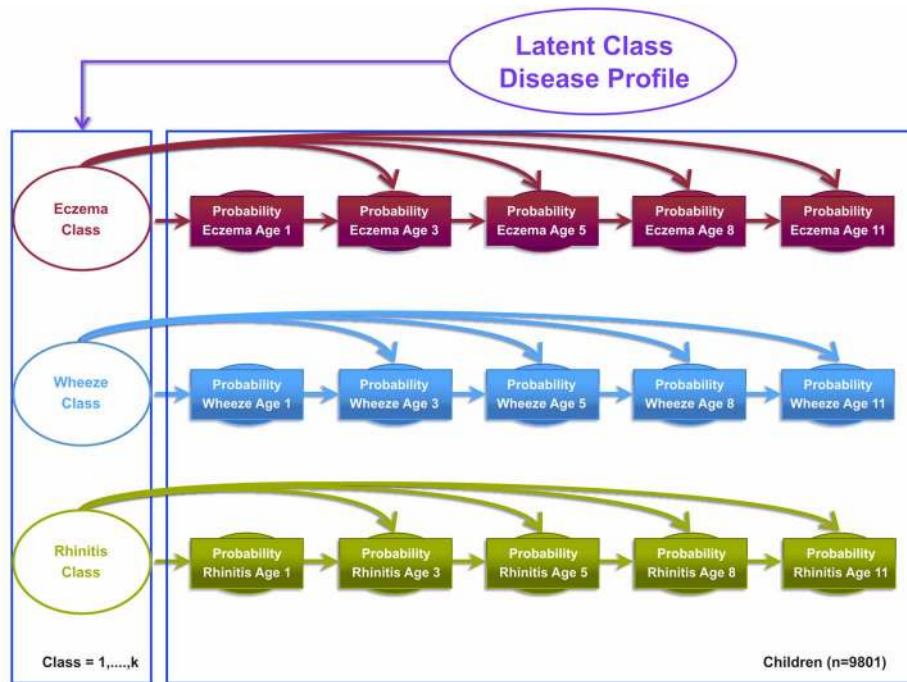 Latent Class
Disease Profile
Eczema
Class
Probability
Eczema Age 1
Probability
Eczema Age 3
Probability
Eczema Age 5
Probability
Eczema Age 8
Probability
Eczema Age 11
Wheeze
Class
Probability
Wheeze Age 1
Probability
Wheeze Age 3
Probability
Wheeze Age 5
Probability
Wheeze Age 8
Probability
Wheeze Age 11
Rhinitis
Class
Probability
Rhinitis Age 1
Probability
Rhinitis Age 3
Probability
Rhinitis Age 5
Probability
Rhinitis Age 8
Probability
Rhinitis Age 11
Class = 1,....,k
Children (n=9801)